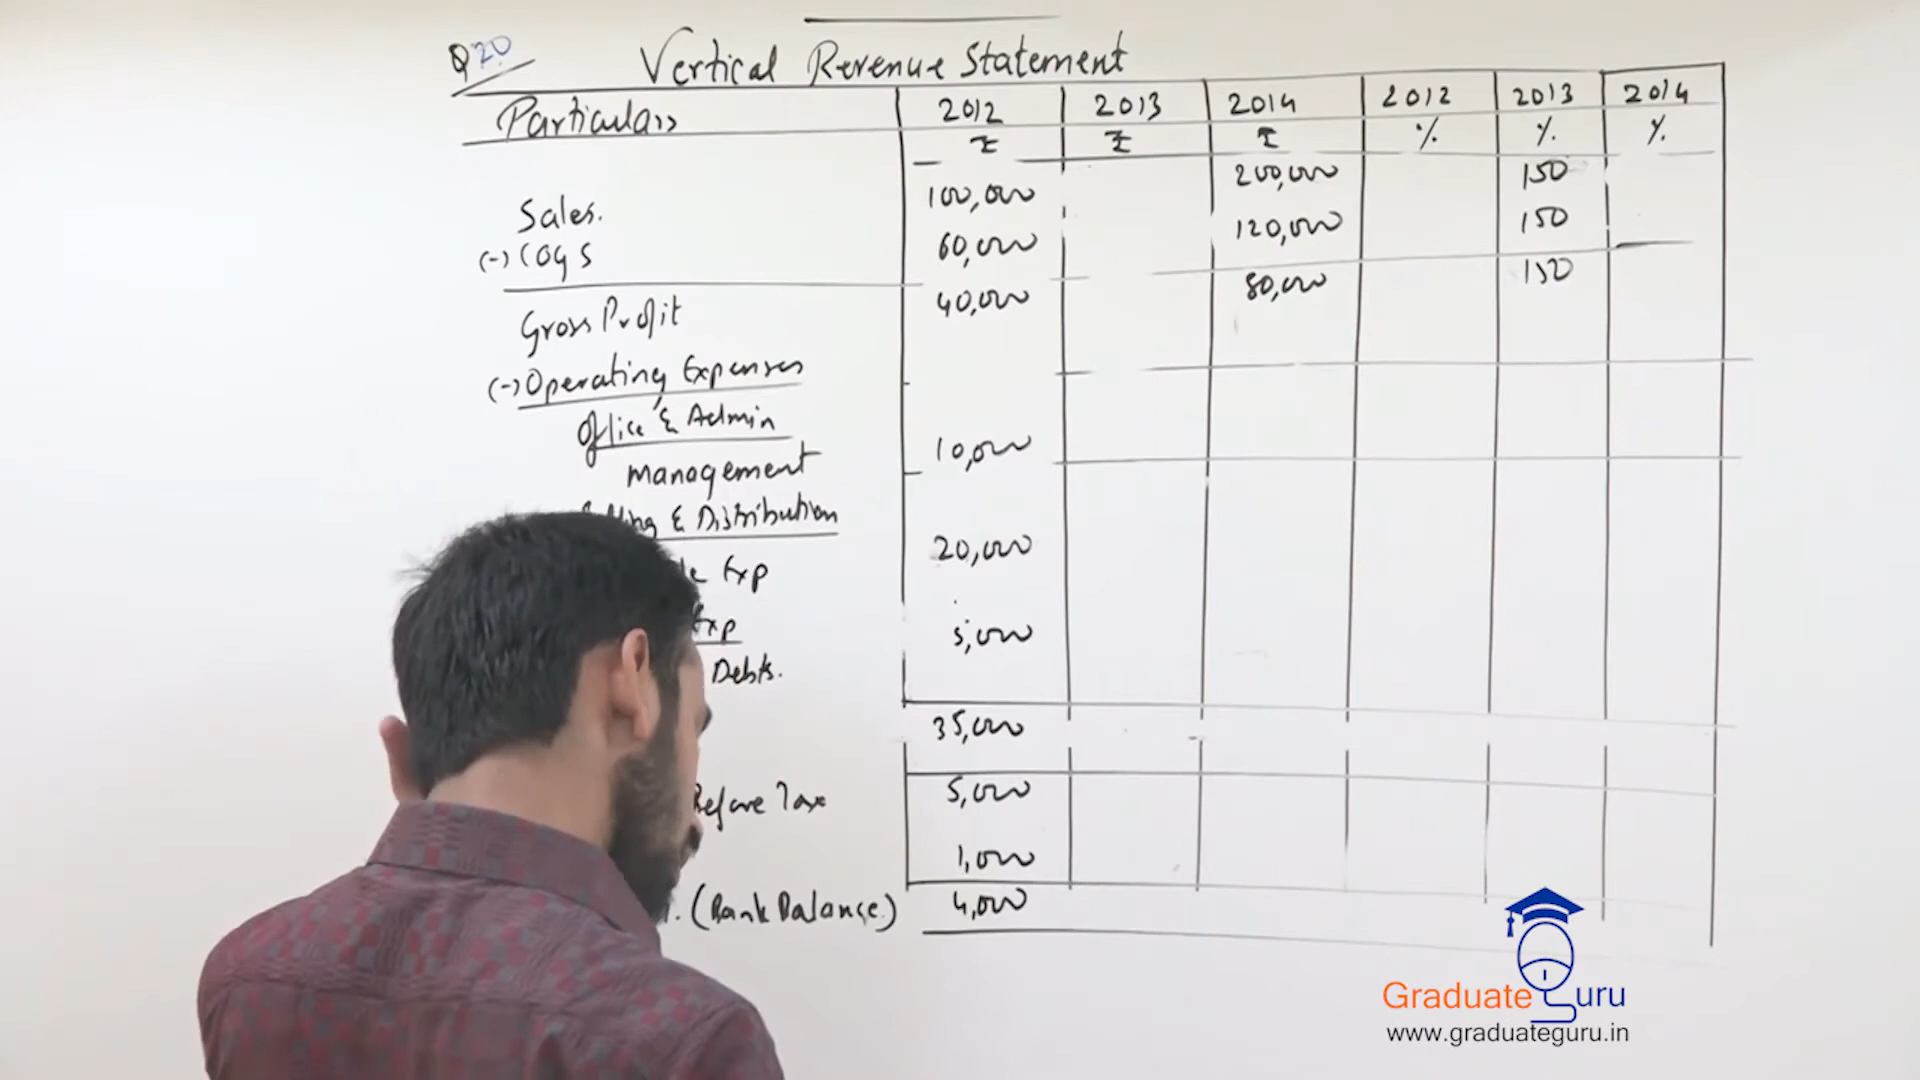 Q20 Vertical Revenue Statement
Particulars 2012 2013 2014 2012 2013 2014
₹ ₹ ₹ % % %
Sales. 100,000 200,000 150
(-) COGS 60,000 120,000 150
Gross Profit 40,000 80,000 150
(-) Operating Expenses
Office & Admin
management 10,000
& Distribution
Exp 20,000
Exp
Debts. 5,000
35,000
Before Tax 5,000
1,000
(Bank Balance.) 4,000
Graduate Guru
www.graduateguru.in